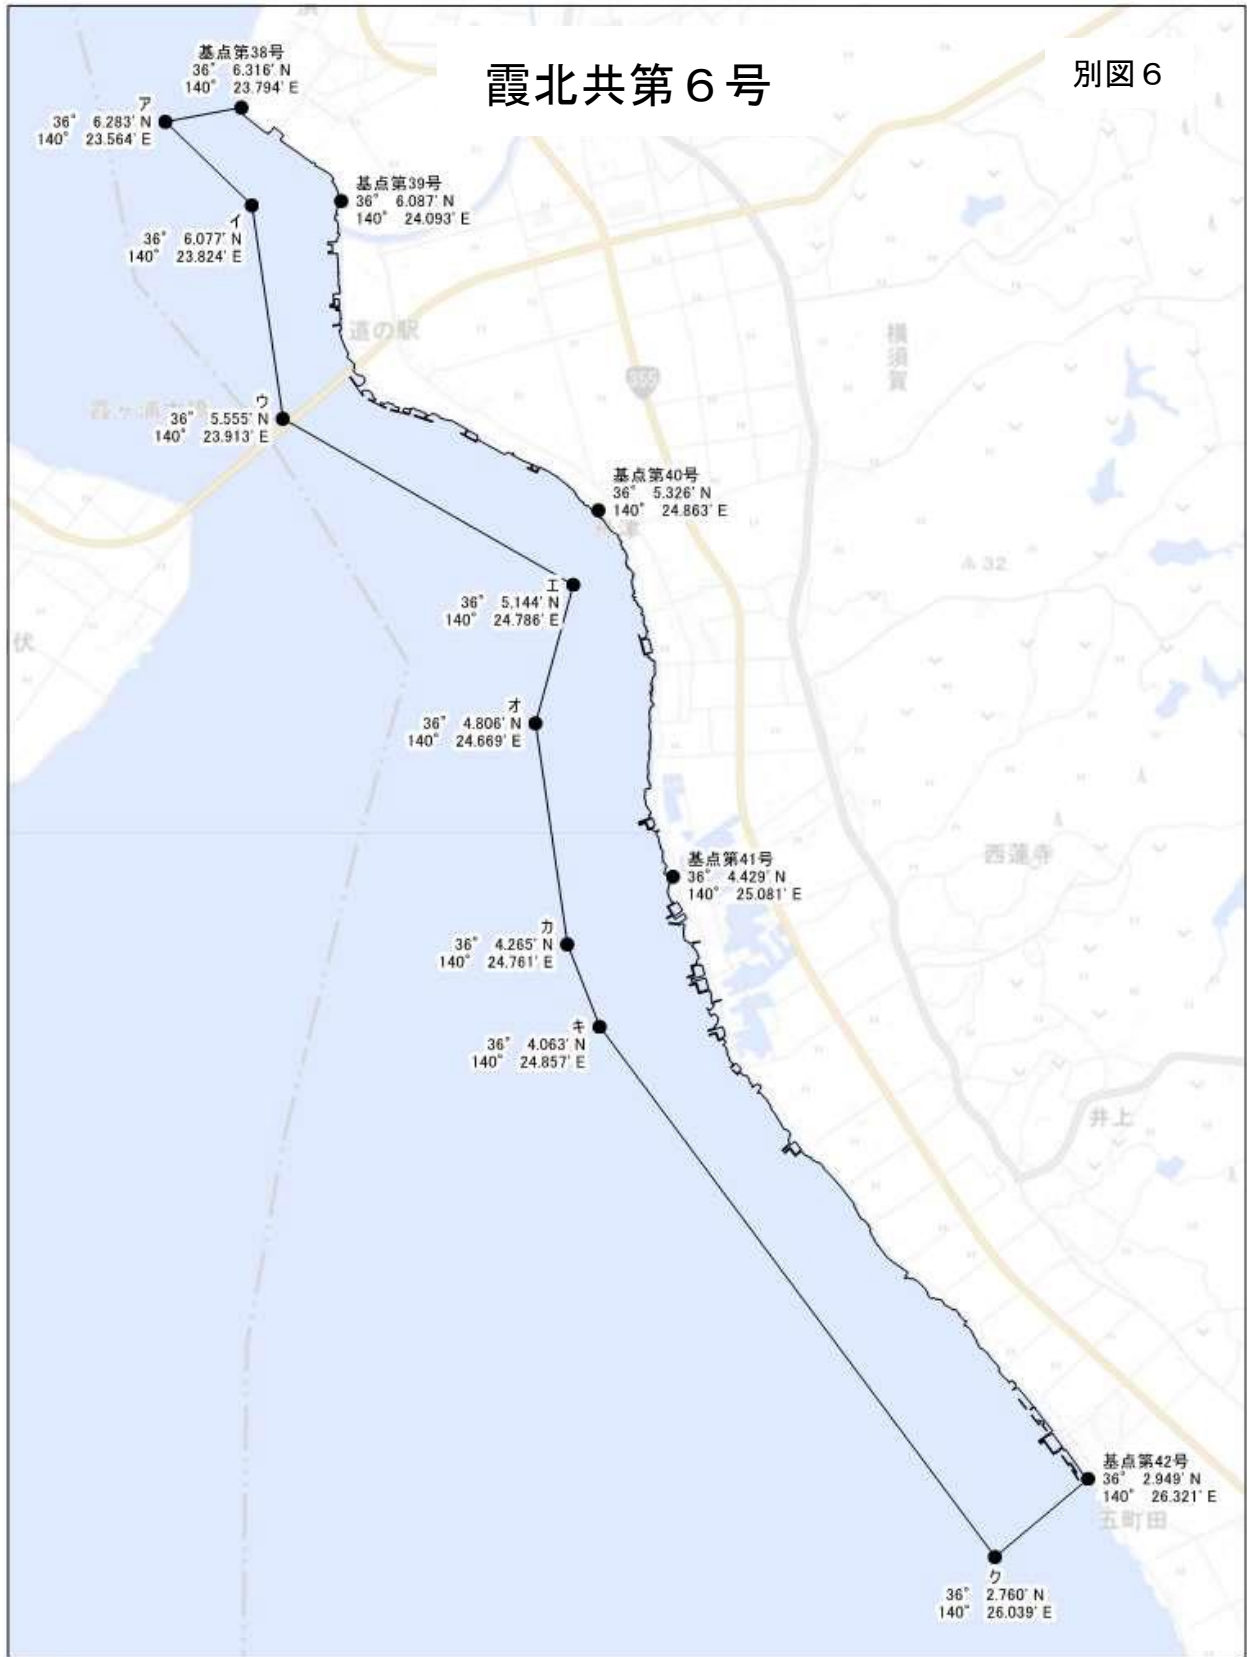 霞北共第６号
別図６
基点第38号
36° 6.316' N
140° 23.794' E
ア
36° 6.283' N
140° 23.564' E
基点第39号
36° 6.087' N
140° 24.093' E
イ
36° 6.077' N
140° 23.824' E
道の駅
横須賀
355
ウ
36° 5.555' N
140° 23.913' E
基点第40号
36° 5.326' N
140° 24.863' E
32
エ
36° 5.144' N
140° 24.786' E
伏
オ
36° 4.806' N
140° 24.669' E
西蓮寺
基点第41号
36° 4.429' N
140° 25.081' E
カ
36° 4.265' N
140° 24.761' E
キ
36° 4.063' N
140° 24.857' E
井上
基点第42号
36° 2.949' N
140° 26.321' E
五町田
ク
36° 2.760' N
140° 26.039' E